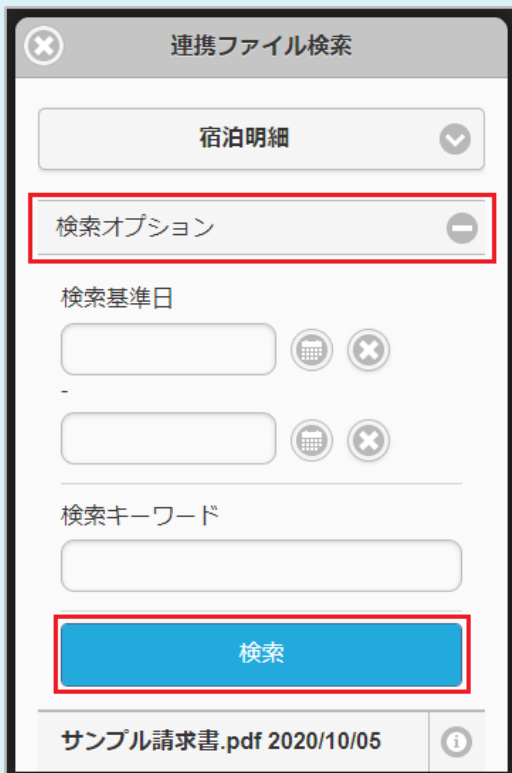 連携ファイル検索
宿泊明細
検索オプション
検索基準日
-
検索キーワード
検索
サンプル請求書.pdf 2020/10/05